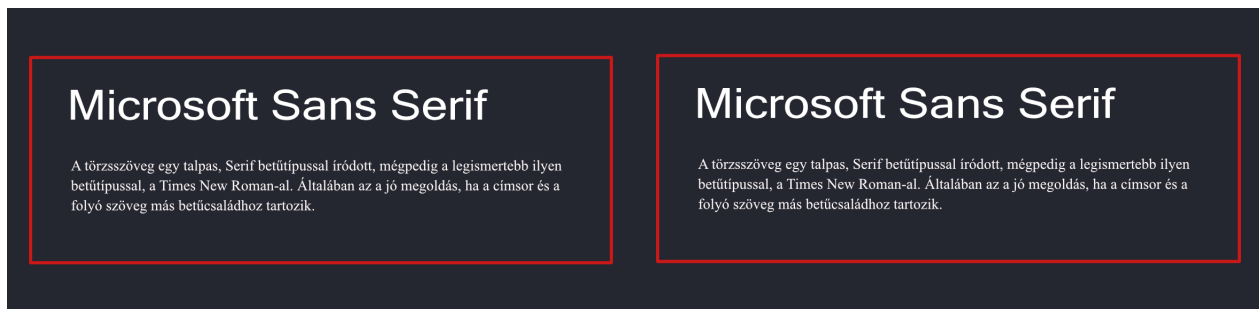 Microsoft Sans Serif
A törzsszöveg egy talpas, Serif betűtípussal íródott, mégpedig a legismertebb ilyen
betűtípussal, a Times New Roman-al. Általában az a jó megoldás, ha a címsor és a
folyó szöveg más betűcsaládhoz tartozik.
Microsoft Sans Serif
A törzsszöveg egy talpas, Serif betűtípussal íródott, mégpedig a legismertebb ilyen
betűtípussal, a Times New Roman-al. Általában az a jó megoldás, ha a címsor és a
folyó szöveg más betűcsaládhoz tartozik.